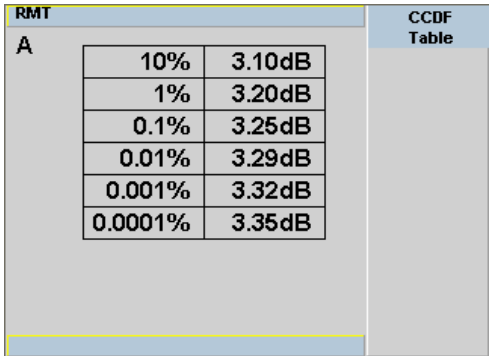 RMT
CCDF
Table
A
10% 3.10dB
1% 3.20dB
0.1% 3.25dB
0.01% 3.29dB
0.001% 3.32dB
0.0001% 3.35dB